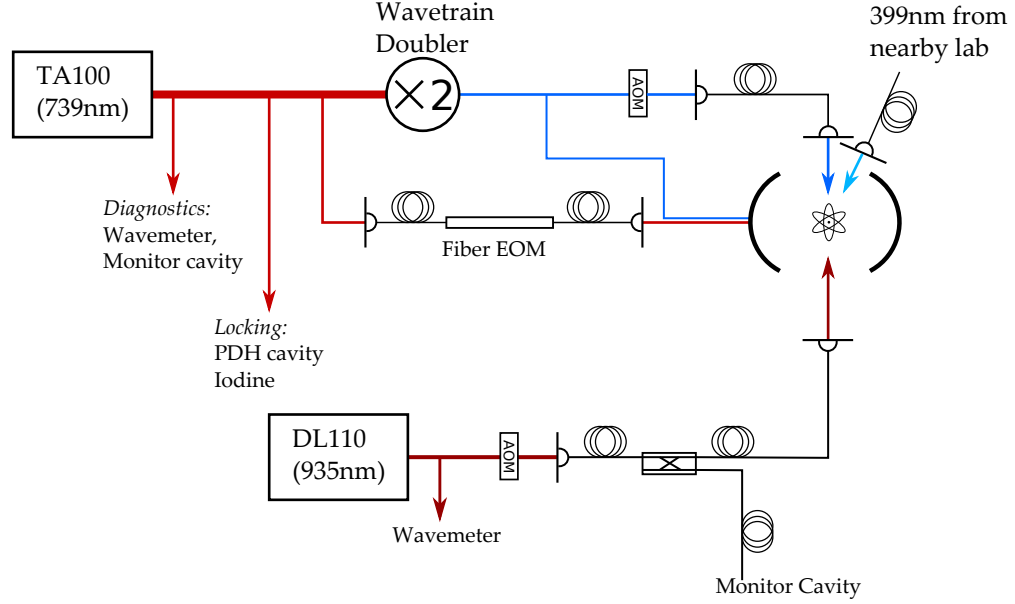 Wavetrain
Doubler
399nm from
nearby lab
TA100
(739nm)
×2
AOM
Diagnostics:
Wavemeter,
Monitor cavity
Fiber EOM
Locking:
PDH cavity
Iodine
DL110
(935nm)
AOM
Wavemeter
Monitor Cavity